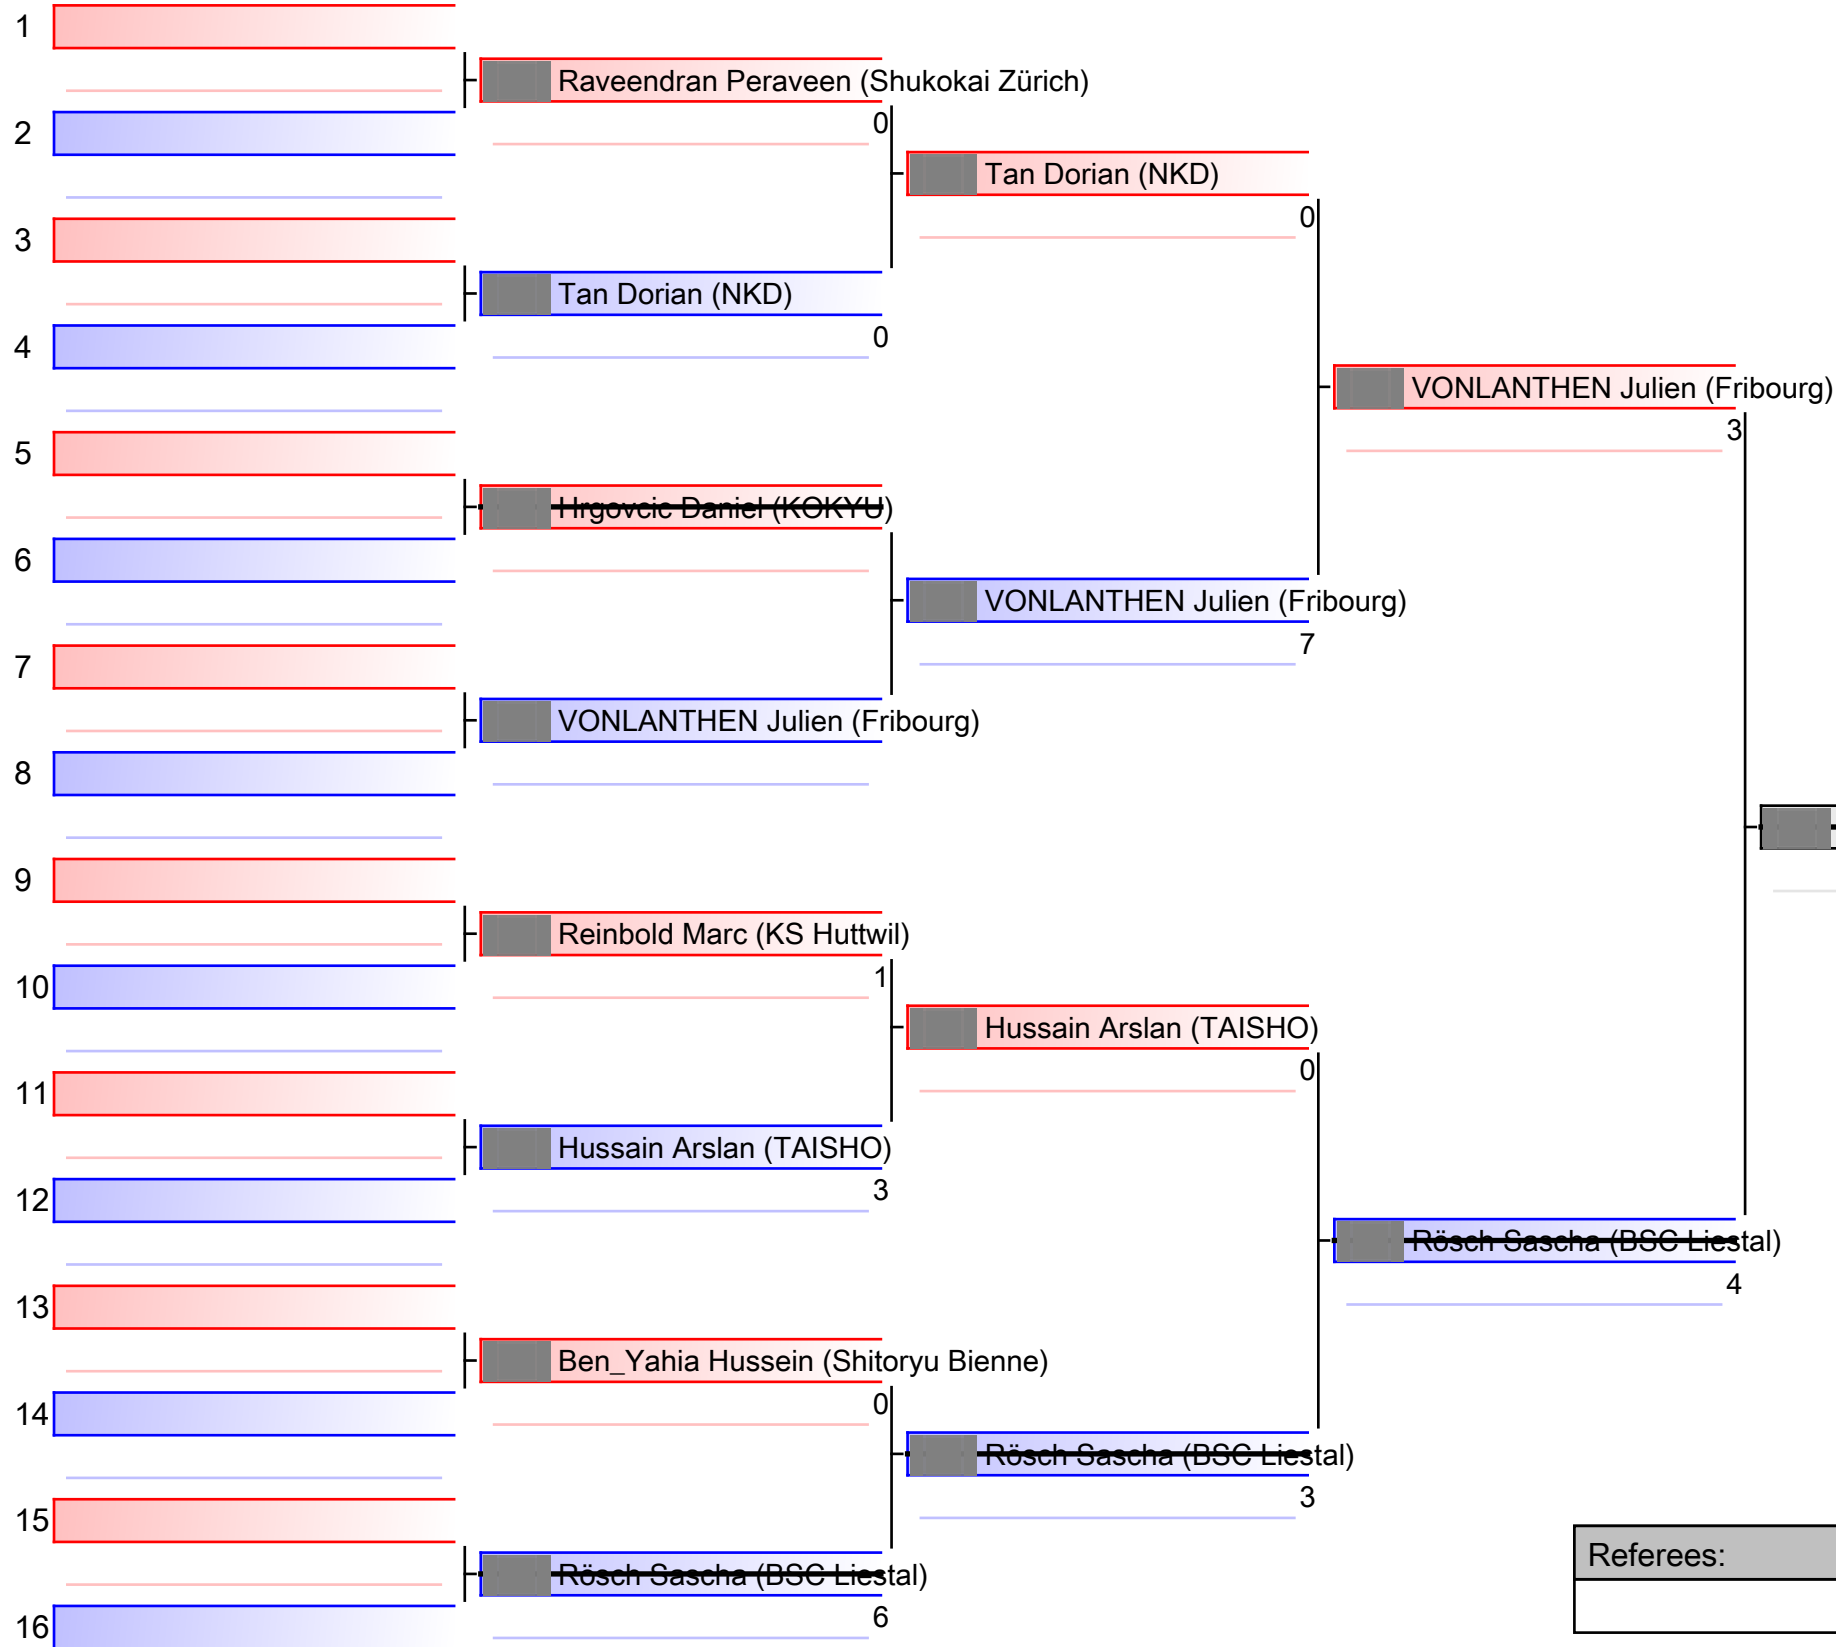 1
Raveendran Peraveen (Shukokai Zürich)
0
2
Tan Dorian (NKD)
0
3
Tan Dorian (NKD)
0
4
VONLANTHEN Julien (Fribourg)
3
5
Hrgovcic Daniel (KOKYU)
6
VONLANTHEN Julien (Fribourg)
7
7
VONLANTHEN Julien (Fribourg)
8
9
Reinbold Marc (KS Huttwil)
1
10
Hussain Arslan (TAISHO)
0
11
Hussain Arslan (TAISHO)
3
12
Rösch Sascha (BSC Liestal)
4
13
Ben_Yahia Hussein (Shitoryu Bienne)
0
14
Rösch Sascha (BSC Liestal)
3
15
Rösch Sascha (BSC Liestal)
6
16
Referees: